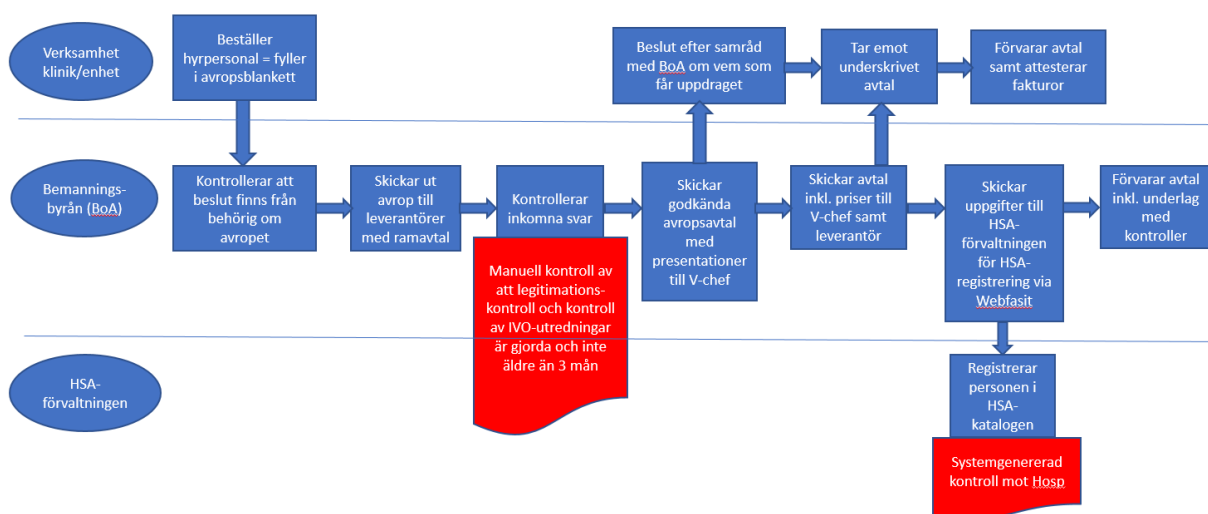 Verksamhet
klinik/enhet
Beställer
hyrpersonal = fyller
i avropsblankett
Beslut efter samråd
med BoA om vem som
får uppdraget
Tar emot
underskrivet
avtal
Förvarar avtal
samt attesterar
fakturor
Bemannings-
byrån (BoA)
Kontrollerar att
beslut finns från
behörig om
avropet
Skickar ut
avrop till
leverantörer
med ramavtal
Kontrollerar
inkomna svar
Manuell kontroll av
att legitimations-
kontroll och kontroll
av IVO-utredningar
är gjorda och inte
äldre än 3 mån
Skickar
godkända
avropsavtal
med
presentationer
till V-chef
Skickar avtal
inkl. priser till
V-chef samt
leverantör
Skickar
uppgifter till
HSA-
förvaltningen
för HSA-
registrering via
Webfasit
Förvarar avtal
inkl. underlag
med
kontroller
HSA-
förvaltningen
Registrerar
personen i
HSA-
katalogen
Systemgenererad
kontroll mot Hosp